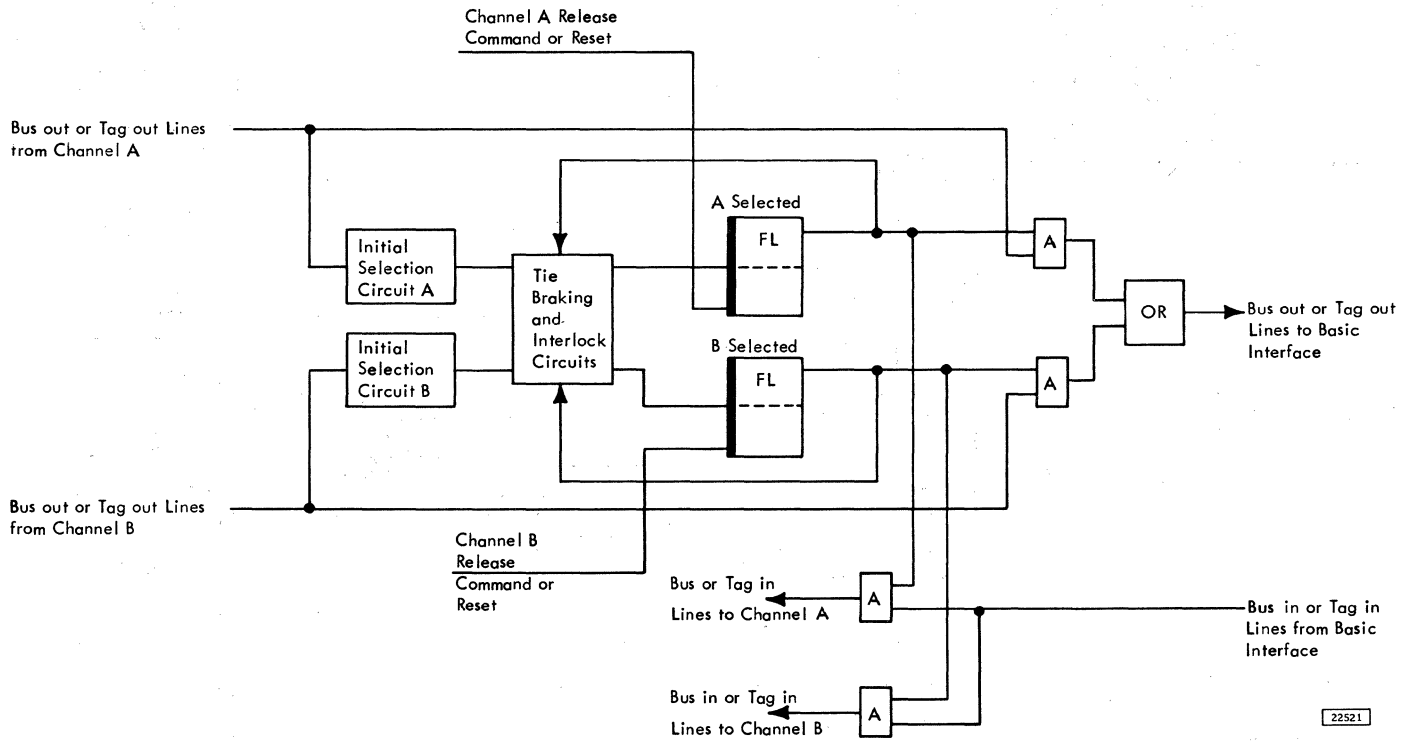 Channel A Release
Command or Reset
Bus out or Tag out Lines
trom Channel A
A Selected
FL
A
Initial
Selection
Circuit A
Tie
Braking
and
Interlock
Circuits
OR
Bus out or Tag out
Lines to Basic
Interface
Initial
Selection
Circuit B
B Selected
FL
A
Bus out or Tag out Lines
from Channel B
Channel B
Release
Command or
Reset
Bus or Tag in
Lines to Channel A
A
Bus in or Tag in
Lines from Basic
Interface
Bus in or Tag in
Lines to Channel B
A
22521